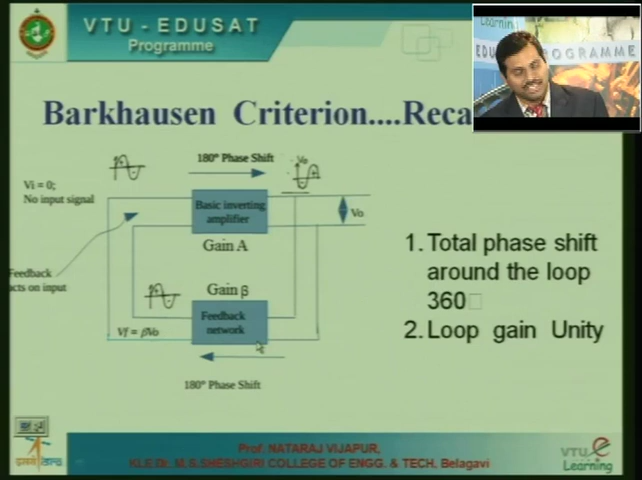 VTU - EDUSAT
Programme
Learning
EDU
PROGRAMME
Barkhausen Criterion....Reca
180° Phase Shift
Vo
Vi = 0;
No input signal
Basic inverting
amplifier
Vo
Gain A
Feedback
acts on input
Gain β
Feedback
network
Vf = βVo
180° Phase Shift
1. Total phase shift
around the loop
360
2. Loop gain Unity
Prof. NATARAJ VIJAPUR,
KLE Dr. M.S.SHESHGIRI COLLEGE OF ENGG. & TECH, Belagavi
VTU e
Learning